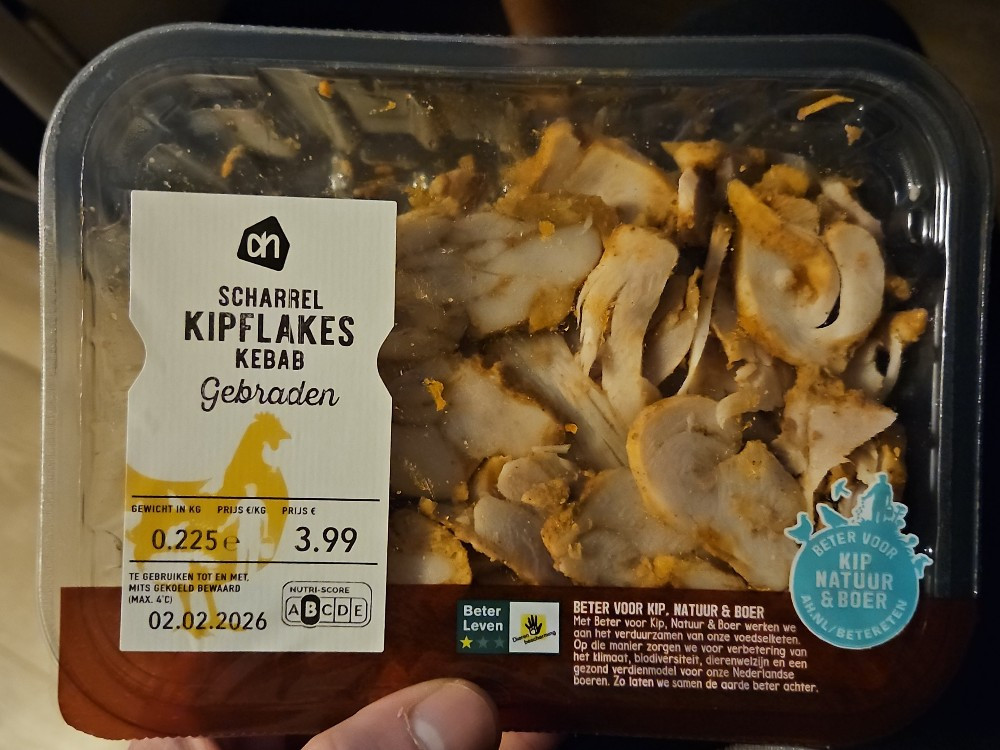 ah
SCHARREL
KIPFLAKES
KEBAB
Gebraden
GEWICHT IN KG PRIJS €/KG PRIJS €
0.225 e 3.99
TE GEBRUIKEN TOT EN MET,
MITS GEKOELD BEWAARD
(MAX. 4°C)
02.02.2026
NUTRI-SCORE
A B C D E
Beter
Leven
Dierenbescherming
BETER VOOR KIP, NATUUR & BOER
Met Beter voor Kip, Natuur & Boer werken we
aan het verduurzamen van onze voedselketen.
Op die manier zorgen we voor verbetering van
het klimaat, biodiversiteit, dierenwelzijn en een
gezond verdienmodel voor onze Nederlandse
boeren. Zo laten we samen de aarde beter achter.
BETER VOOR
KIP
NATUUR
& BOER
AH.NL/BETERETEN